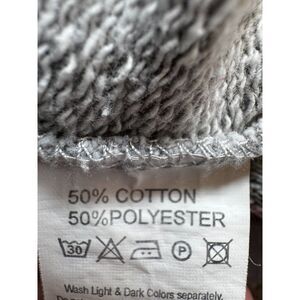 50% COTTON
50%POLYESTER
30 P
Wash Light & Dark Colors separately.